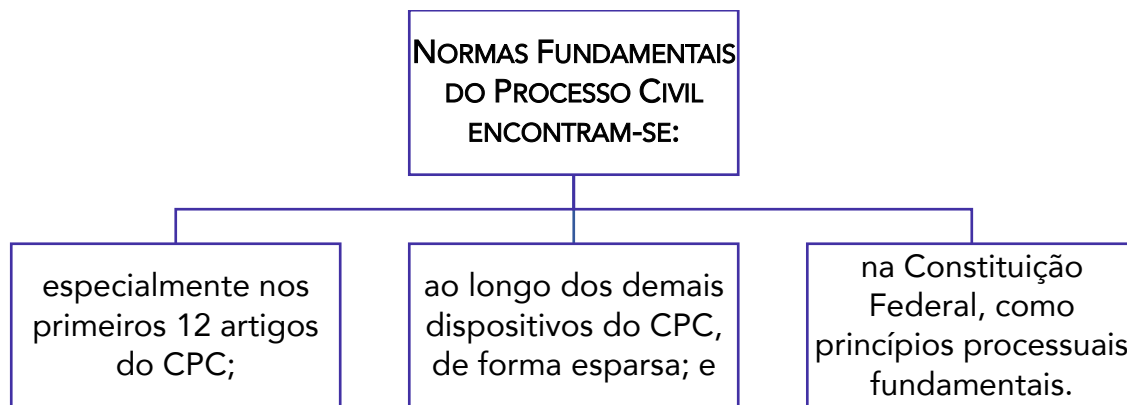 NORMAS FUNDAMENTAIS
DO PROCESSO CIVIL
ENCONTRAM-SE:
especialmente nos
primeiros 12 artigos
do CPC;
ao longo dos demais
dispositivos do CPC,
de forma esparsa; e
na Constituição
Federal, como
princípios processuais
fundamentais.